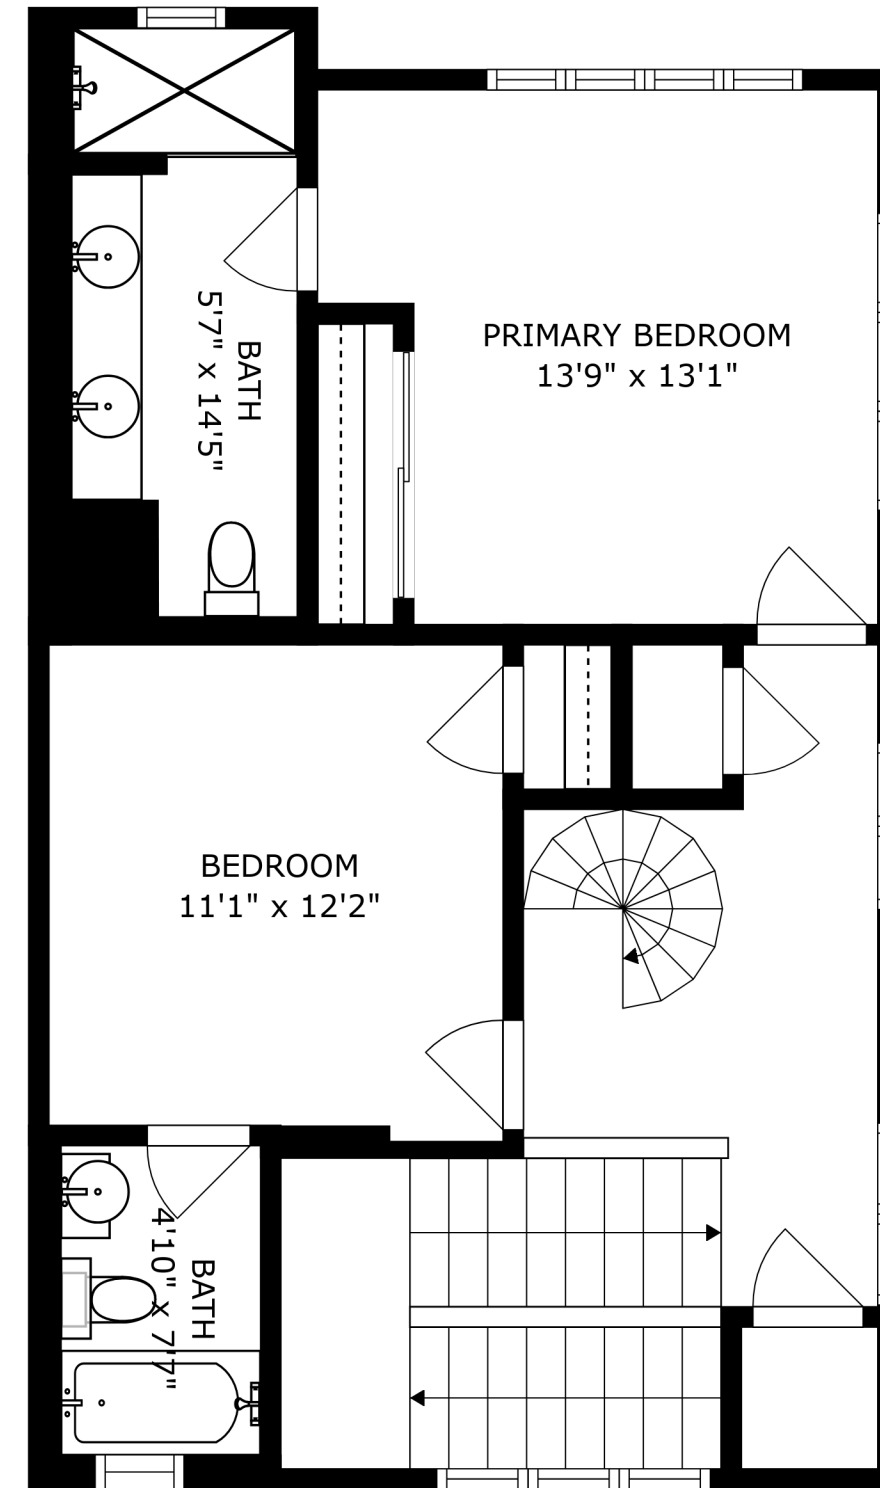 PRIMARY BEDROOM
13'9" x 13'1"
BATH
5'7" x 14'5"
BEDROOM
11'1" x 12'2"
BATH
4'10" x 7'7"